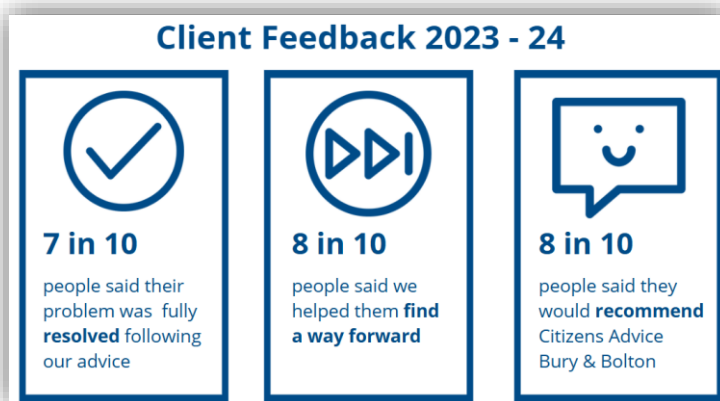 Client Feedback 2023 - 24
7 in 10
people said their
problem was fully
resolved following
our advice
8 in 10
people said we
helped them find
a way forward
8 in 10
people said they
would recommend
Citizens Advice
Bury & Bolton